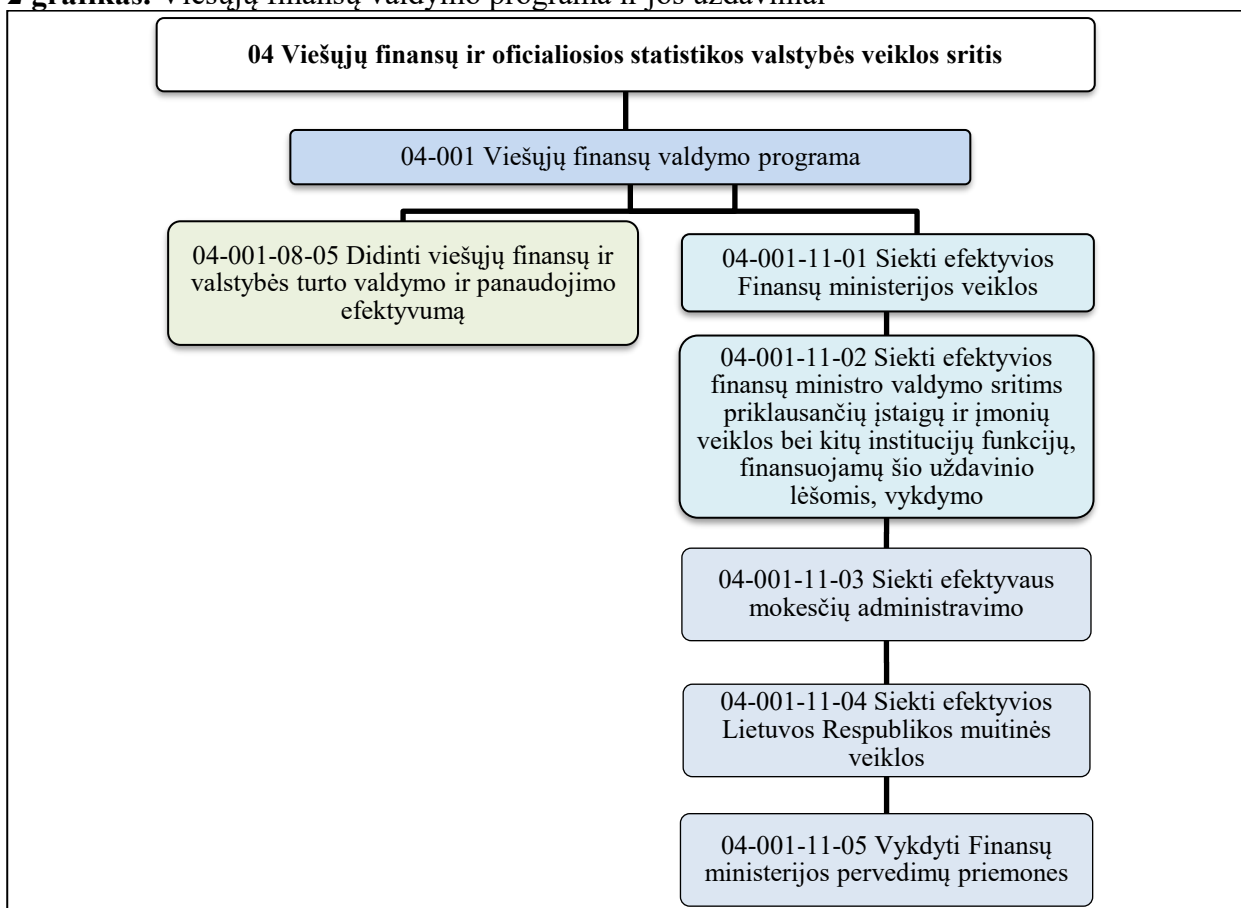 2 grafikas. Viešųjų finansų valdymo programa ir jos uždaviniai
04 Viešųjų finansų ir oficialiosios statistikos valstybės veiklos sritis
04-001 Viešųjų finansų valdymo programa
04-001-08-05 Didinti viešųjų finansų ir
valstybės turto valdymo ir panaudojimo
efektyvumą
04-001-11-01 Siekti efektyvios
Finansų ministerijos veiklos
04-001-11-02 Siekti efektyvios
finansų ministro valdymo sritims
priklausančių įstaigų ir įmonių
veiklos bei kitų institucijų funkcijų,
finansuojamų šio uždavinio
lėšomis, vykdymo
04-001-11-03 Siekti efektyvaus
mokesčių administravimo
04-001-11-04 Siekti efektyvios
Lietuvos Respublikos muitinės
veiklos
04-001-11-05 Vykdyti Finansų
ministerijos pervedimų priemones